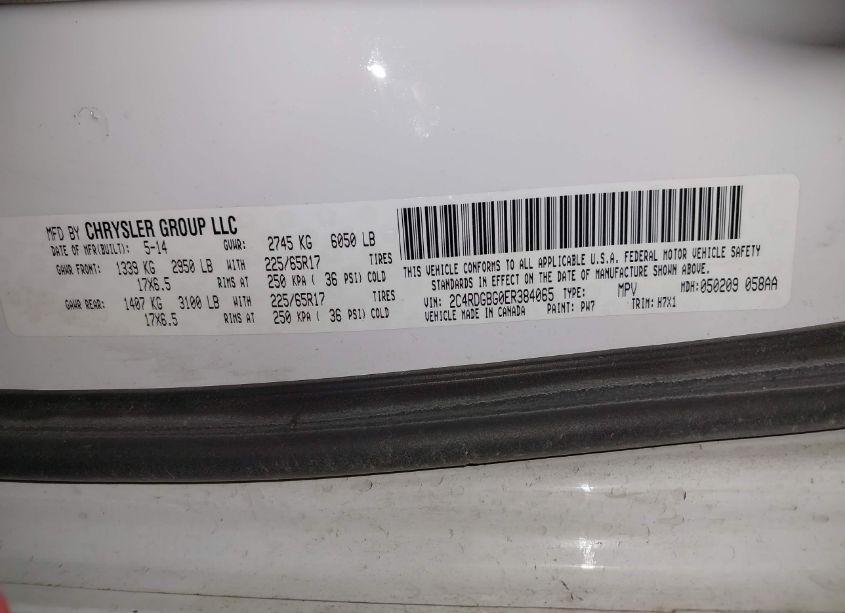 MFD BY CHRYSLER GROUP LLC
DATE OF MFR(BUILT): 5-14 GVWR: 2745 KG 6050 LB
GAWR FRONT: 1339 KG 2950 LB WITH 225/65R17 TIRES
17X6.5 RIMS AT 250 KPA ( 36 PSI) COLD
GAWR REAR: 1407 KG 3100 LB WITH 225/65R17 TIRES
17X6.5 RIMS AT 250 KPA ( 36 PSI) COLD
THIS VEHICLE CONFORMS TO ALL APPLICABLE U.S.A. FEDERAL MOTOR VEHICLE SAFETY
STANDARDS IN EFFECT ON THE DATE OF MANUFACTURE SHOWN ABOVE.
VIN: 2C4RDGBG0ER384065 TYPE: MPV MDH: 050209 058AA
VEHICLE MADE IN CANADA PAINT: PW7 TRIM: H7X1